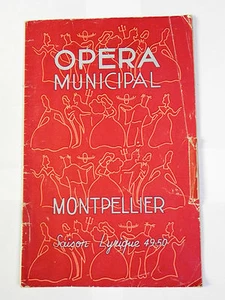 OPERA
MUNICIPAL
MONTPELLIER
Saison Lyrique 49.50